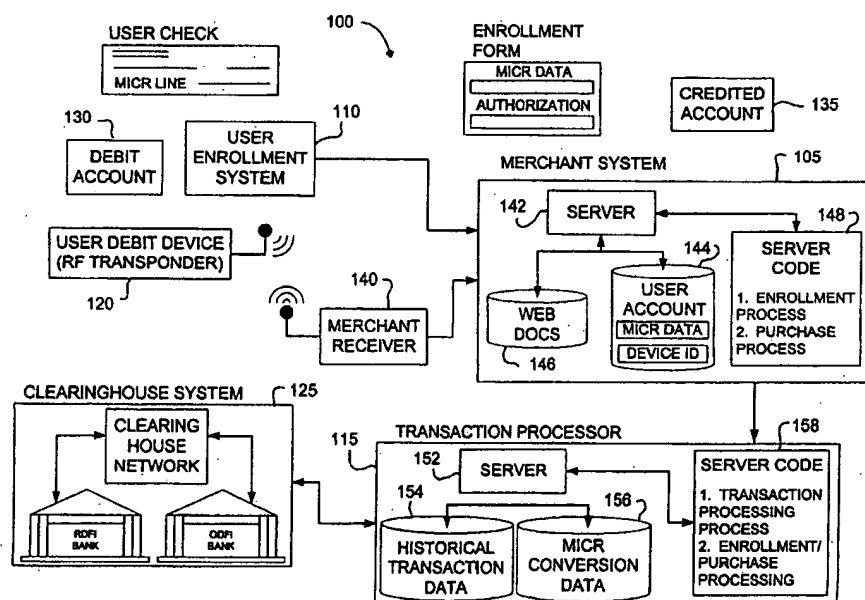 USER CHECK
MICR LINE
100
ENROLLMENT
FORM
MICR DATA
AUTHORIZATION
CREDITED
ACCOUNT
135
130
DEBIT
ACCOUNT
110
USER
ENROLLMENT
SYSTEM
MERCHANT SYSTEM
105
142
SERVER
148
SERVER
CODE
1. ENROLLMENT
PROCESS
2. PURCHASE
PROCESS
144
USER
ACCOUNT
MICR DATA
DEVICE ID
WEB
DOCS
146
USER DEBIT DEVICE
(RF TRANSPONDER)
120
140
MERCHANT
RECEIVER
CLEARINGHOUSE SYSTEM
125
CLEARING
HOUSE
NETWORK
RDFI
BANK
ODFI
BANK
TRANSACTION PROCESSOR
115
152
SERVER
158
SERVER CODE
1. TRANSACTION
PROCESSING
PROCESS
2. ENROLLMENT/
PURCHASE
PROCESSING
154
HISTORICAL
TRANSACTION
DATA
156
MICR
CONVERSION
DATA